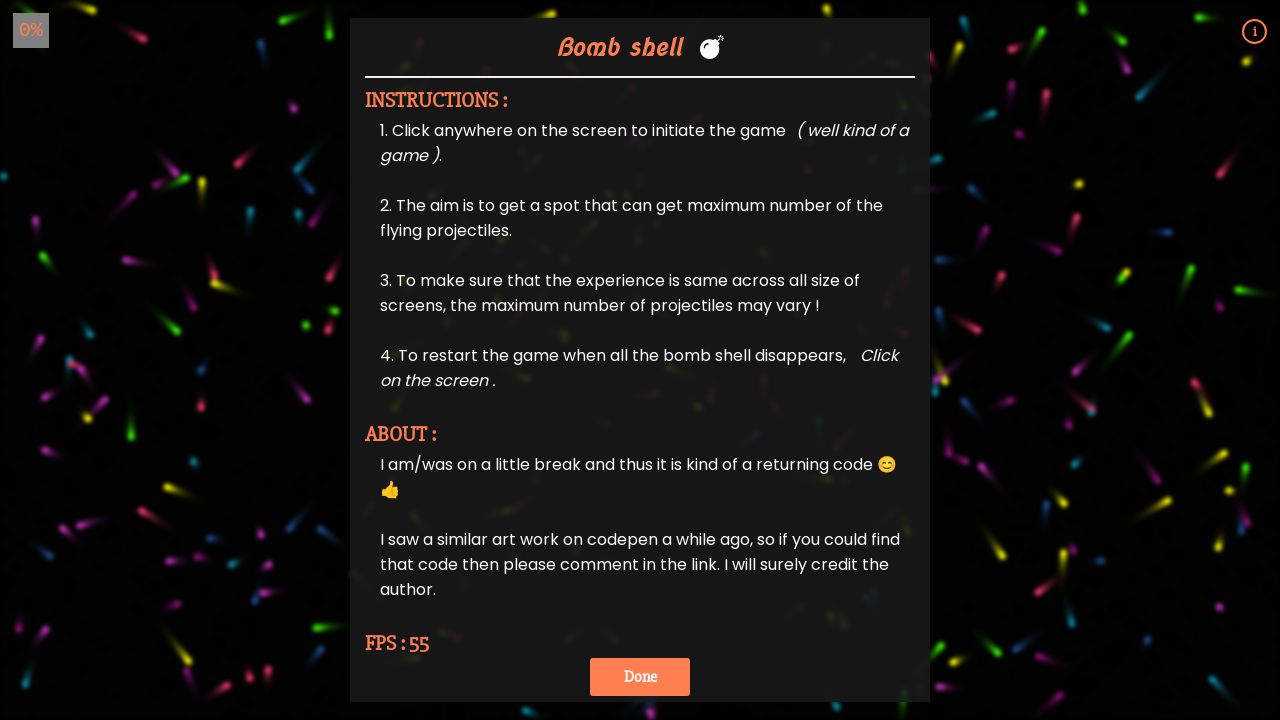 0%
i
Bomb shell 💣
INSTRUCTIONS :
1. Click anywhere on the screen to initiate the game ( well kind of a
game ).
2. The aim is to get a spot that can get maximum number of the
flying projectiles.
3. To make sure that the experience is same across all size of
screens, the maximum number of projectiles may vary !
4. To restart the game when all the bomb shell disappears, Click
on the screen .
ABOUT :
I am/was on a little break and thus it is kind of a returning code 😊
👍
I saw a similar art work on codepen a while ago, so if you could find
that code then please comment in the link. I will surely credit the
author.
FPS : 55
Done